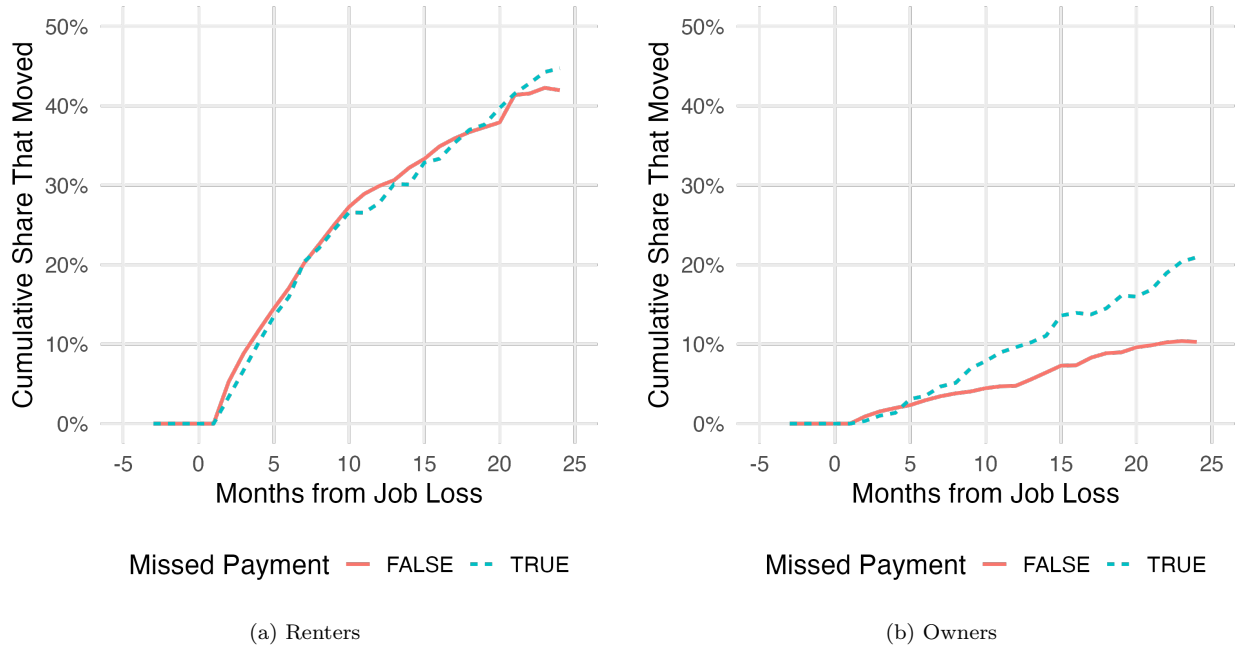 Cumulative Share That Moved
50%
40%
30%
20%
10%
0%
-5 0 5 10 15 20 25
Months from Job Loss
Missed Payment FALSE TRUE
(a) Renters
Cumulative Share That Moved
50%
40%
30%
20%
10%
0%
-5 0 5 10 15 20 25
Months from Job Loss
Missed Payment FALSE TRUE
(b) Owners